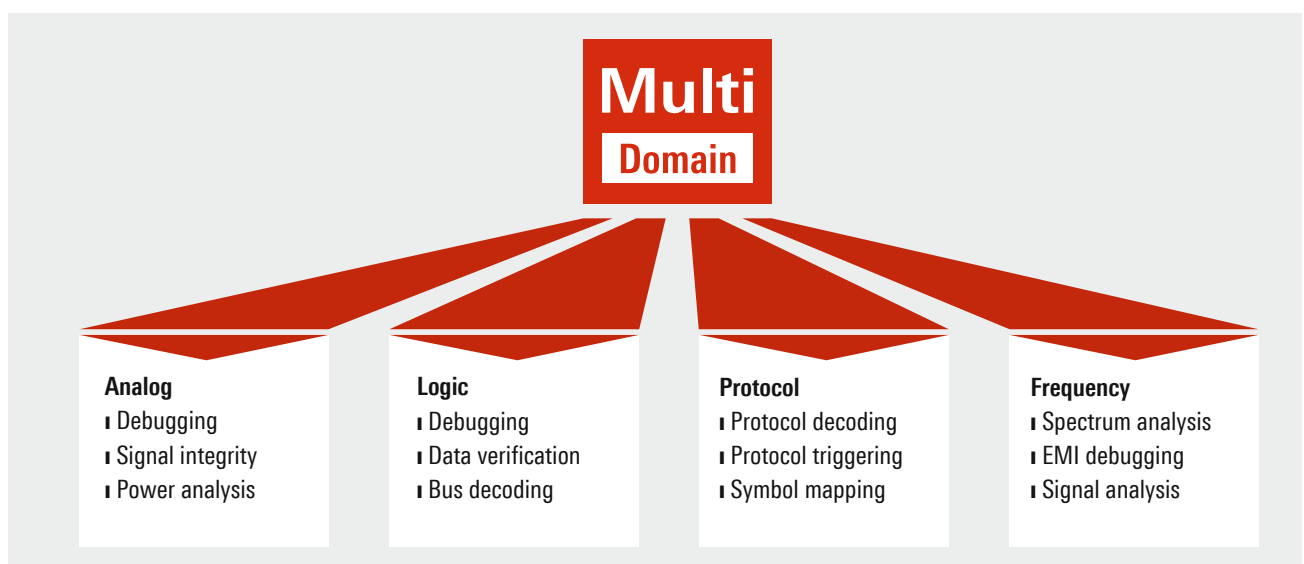 Multi
Domain
Analog
Debugging
Signal integrity
Power analysis
Logic
Debugging
Data verification
Bus decoding
Protocol
Protocol decoding
Protocol triggering
Symbol mapping
Frequency
Spectrum analysis
EMI debugging
Signal analysis